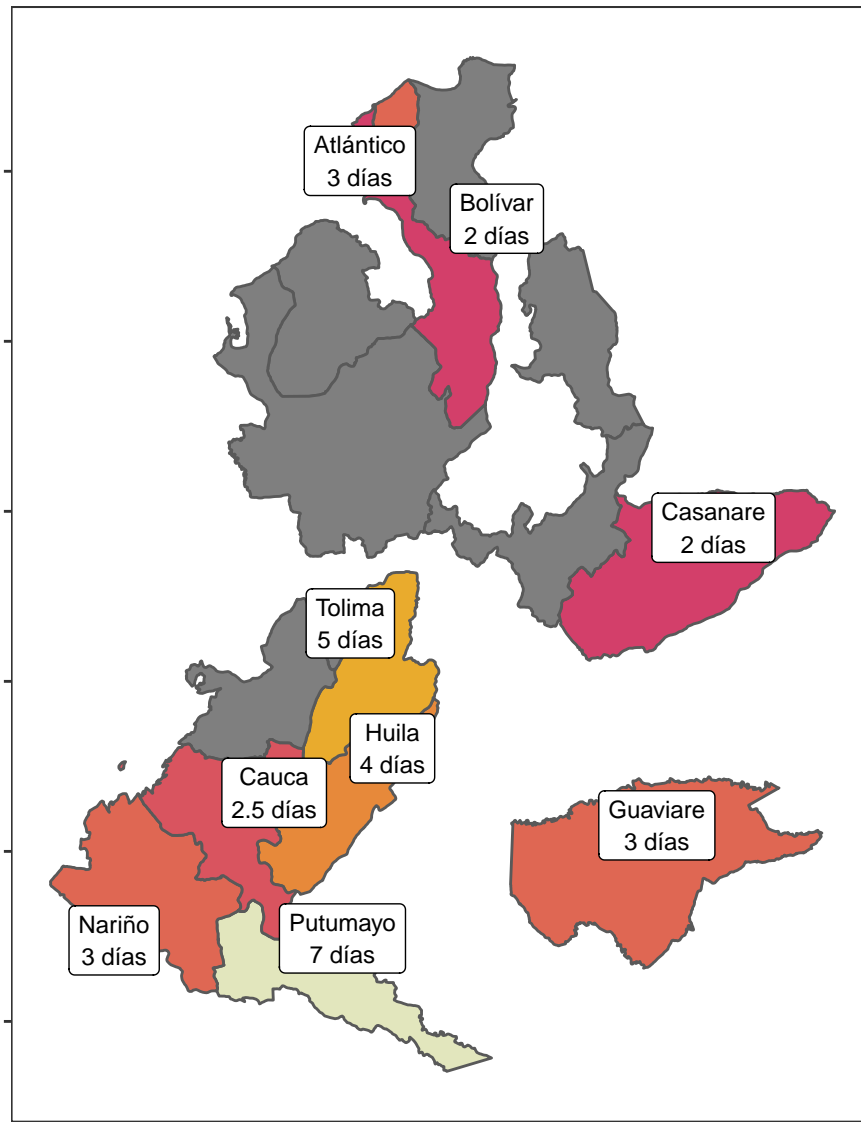 Atlántico
3 días
Bolívar
2 días
Casanare
2 días
Tolima
5 días
Huila
4 días
Cauca
2.5 días
Guaviare
3 días
Nariño
3 días
Putumayo
7 días